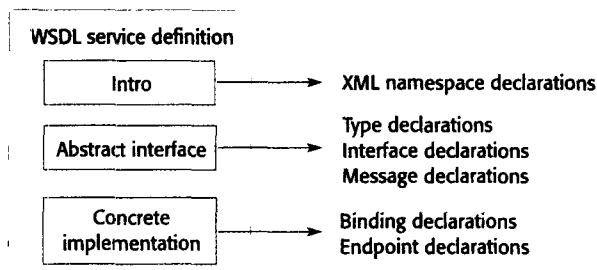 WSDL service definition
Intro
XML namespace declarations
Abstract interface
Type declarations
Interface declarations
Message declarations
Concrete
implementation
Binding declarations
Endpoint declarations